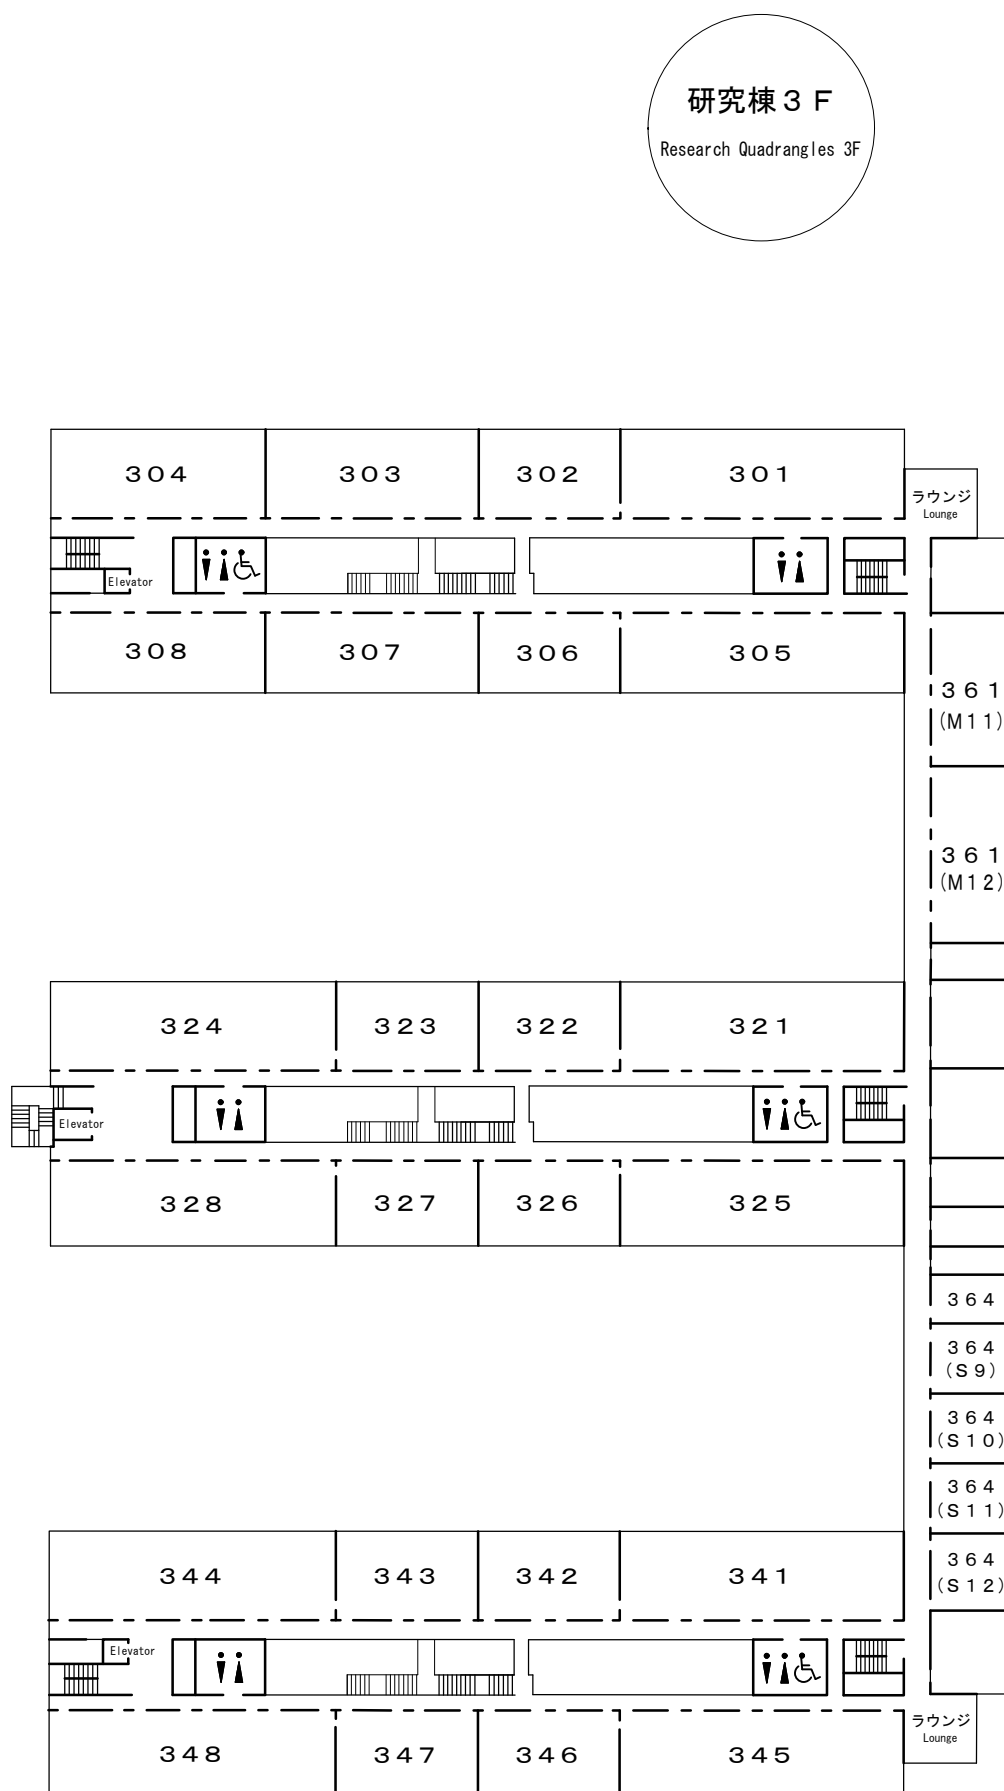 研究棟３Ｆ
Research Quadrangles 3F
３０４
３０３
３０２
３０１
ラウンジ
Lounge
Elevator
３０８
３０７
３０６
３０５
３６１
(Ｍ１１)
３６１
(Ｍ１２)
３２４
３２３
３２２
３２１
Elevator
３２８
３２７
３２６
３２５
３６４
３６４
(Ｓ９)
３６４
(Ｓ１０)
３６４
(Ｓ１１)
３６４
(Ｓ１２)
３４４
３４３
３４２
３４１
Elevator
ラウンジ
Lounge
３４８
３４７
３４６
３４５